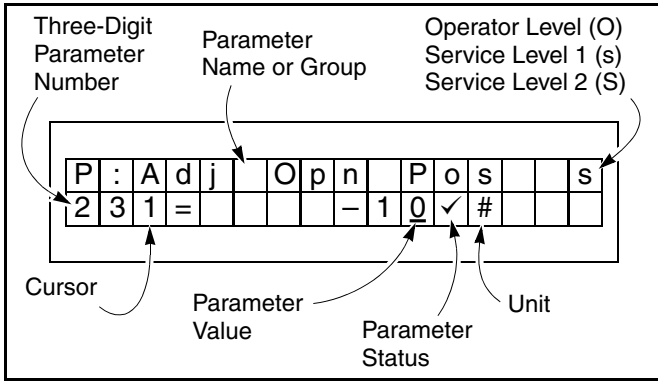 Three-Digit
Parameter
Number
Parameter
Name or Group
Operator Level (O)
Service Level 1 (s)
Service Level 2 (S)
P:Adj Opn Pos s
231= –10✓#
Cursor
Parameter
Value
Parameter
Status
Unit